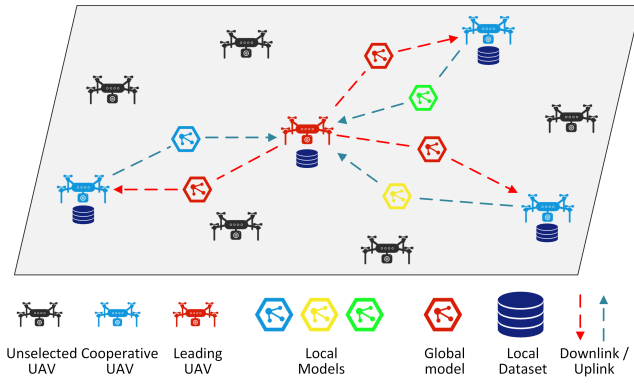 Unselected Cooperative Leading Local Global Local Downlink /
UAV UAV UAV Models model Dataset Uplink